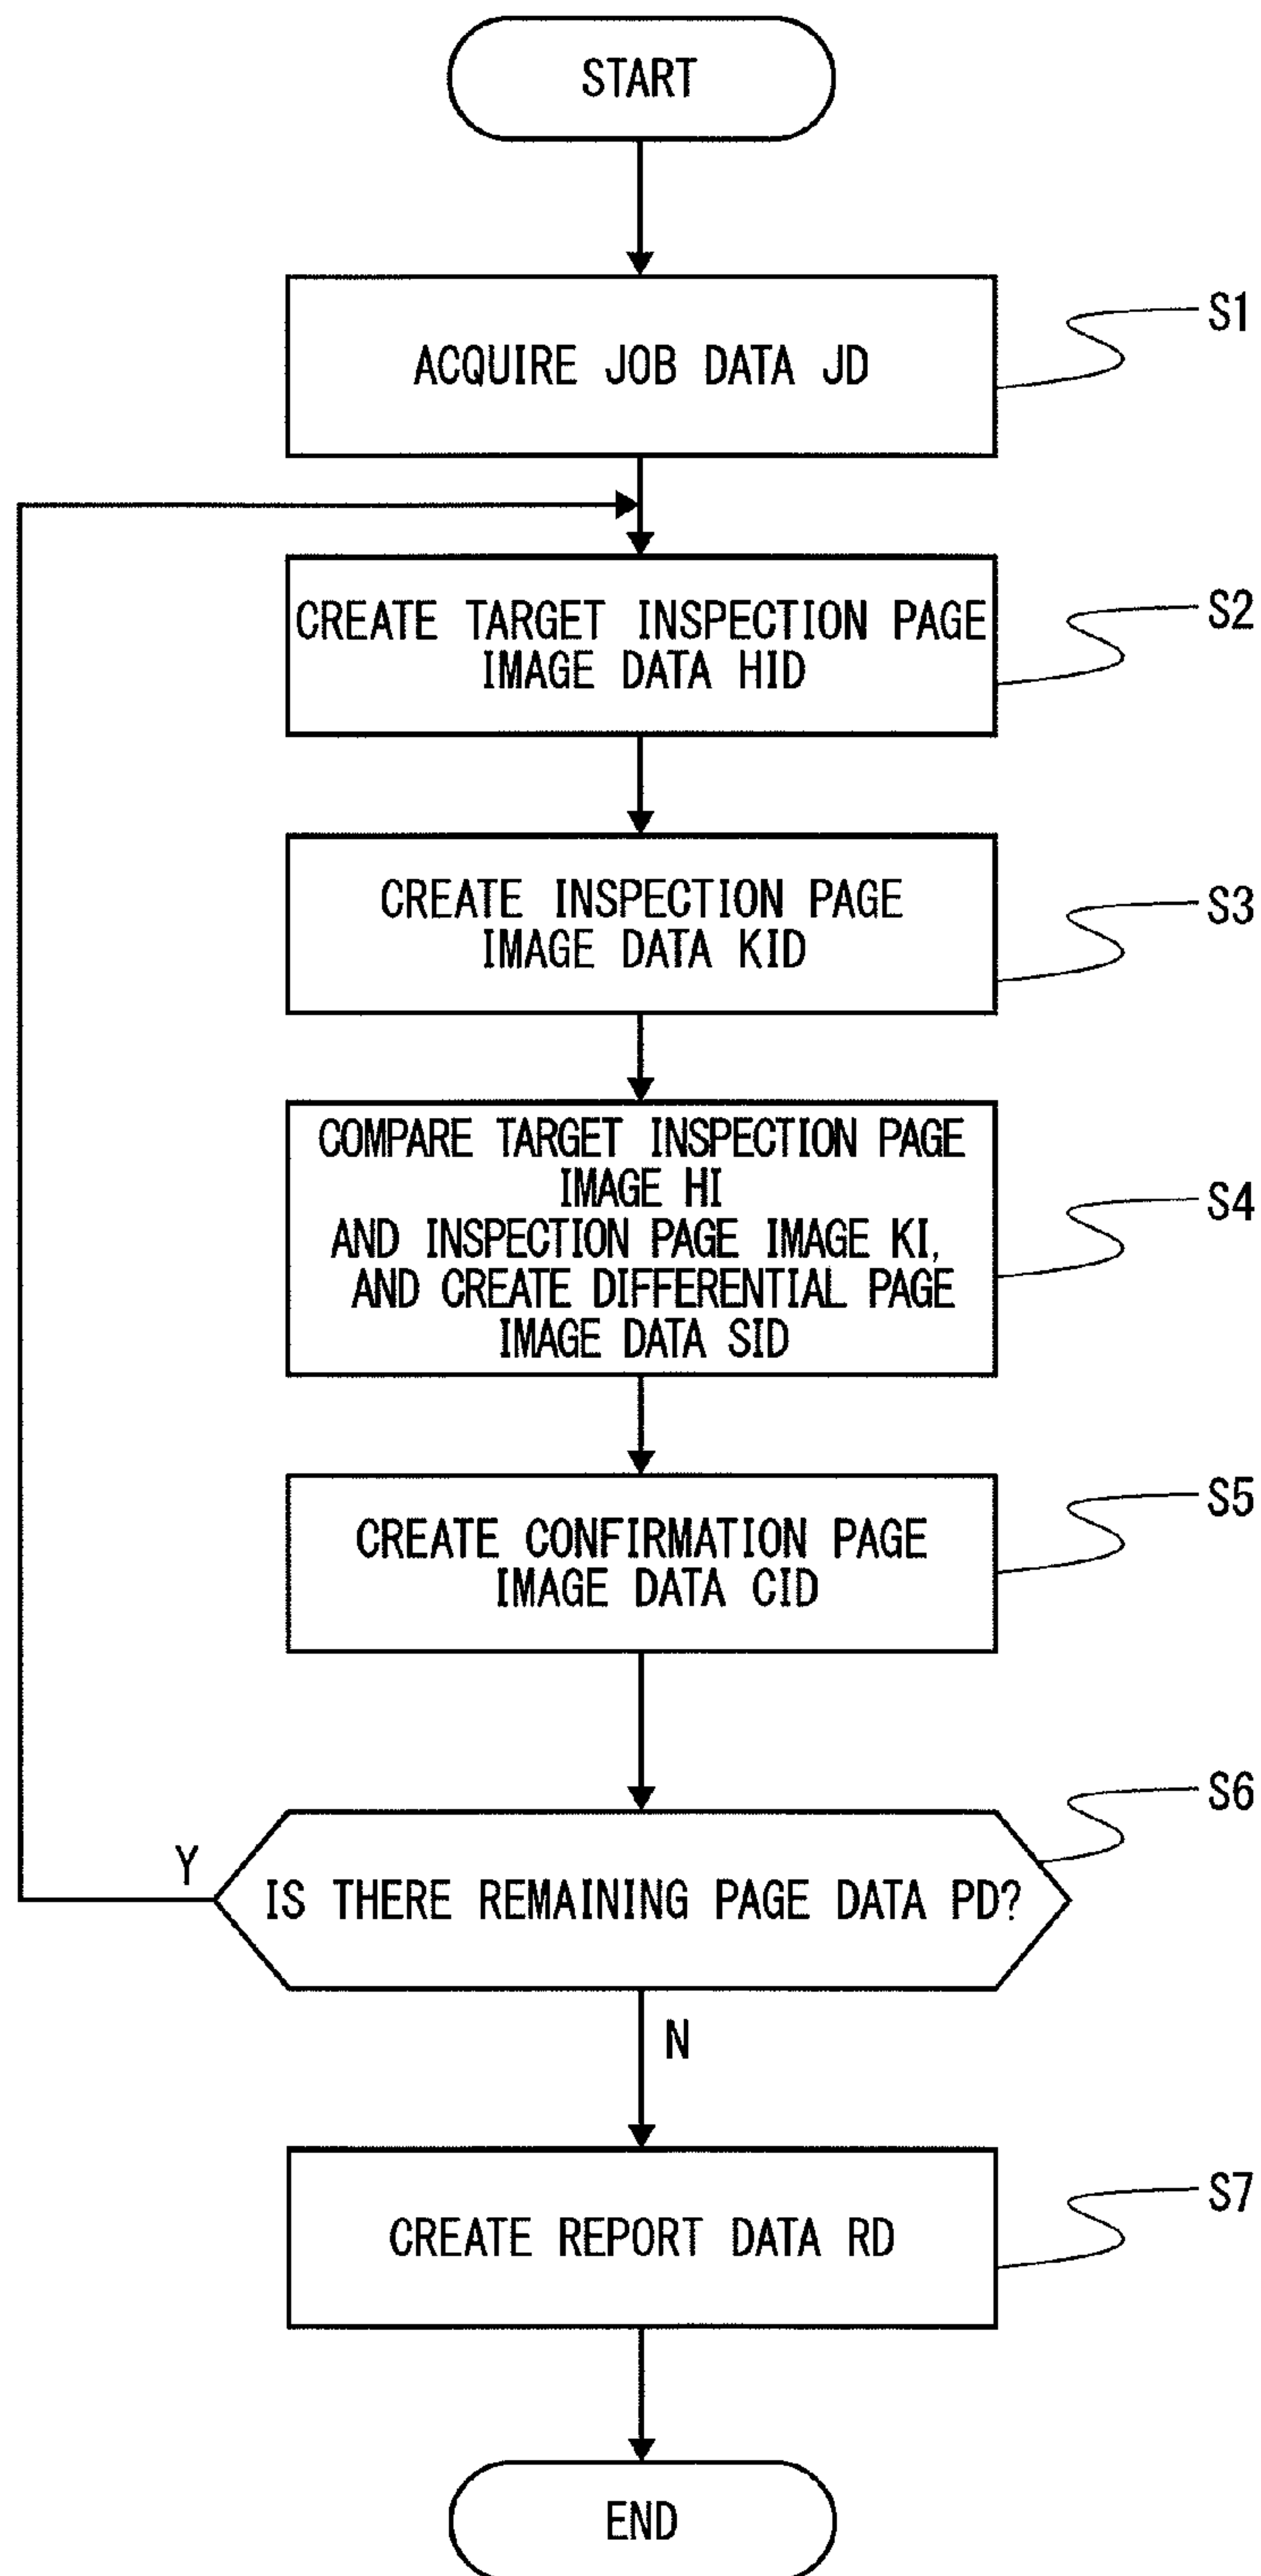 START
ACQUIRE JOB DATA JD
S1
CREATE TARGET INSPECTION PAGE
IMAGE DATA HID
S2
CREATE INSPECTION PAGE
IMAGE DATA KID
S3
COMPARE TARGET INSPECTION PAGE
IMAGE HI
AND INSPECTION PAGE IMAGE KI,
AND CREATE DIFFERENTIAL PAGE
IMAGE DATA SID
S4
CREATE CONFIRMATION PAGE
IMAGE DATA CID
S5
S6
Y
IS THERE REMAINING PAGE DATA PD?
N
CREATE REPORT DATA RD
S7
END